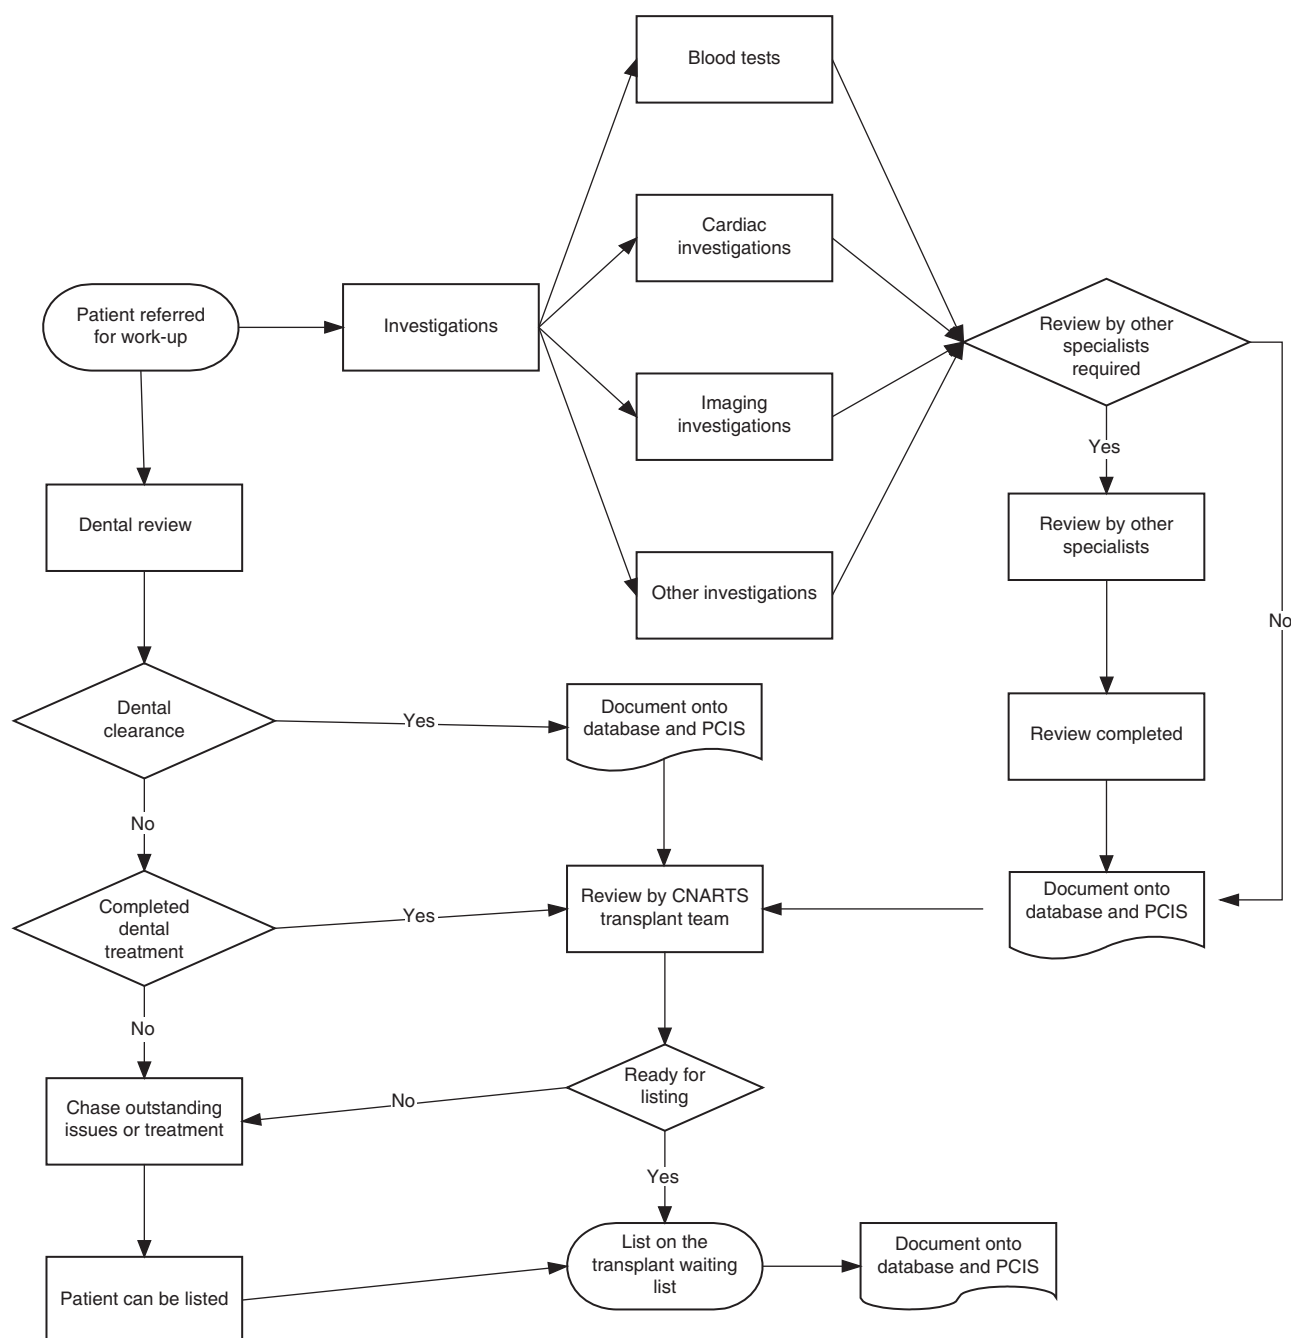 Blood tests
Cardiac
investigations
Patient referred
for work-up
Investigations
Review by other
specialists
required
Imaging
investigations
Yes
Dental review
Review by other
specialists
Other investigations
No
Dental
clearance
Yes
Document onto
database and PCIS
Review completed
No
Completed
dental
treatment
Yes
Review by CNARTS
transplant team
Document onto
database and PCIS
No
Ready for
listing
No
Chase outstanding
issues or treatment
Yes
List on the
transplant waiting
list
Document onto
database and PCIS
Patient can be listed